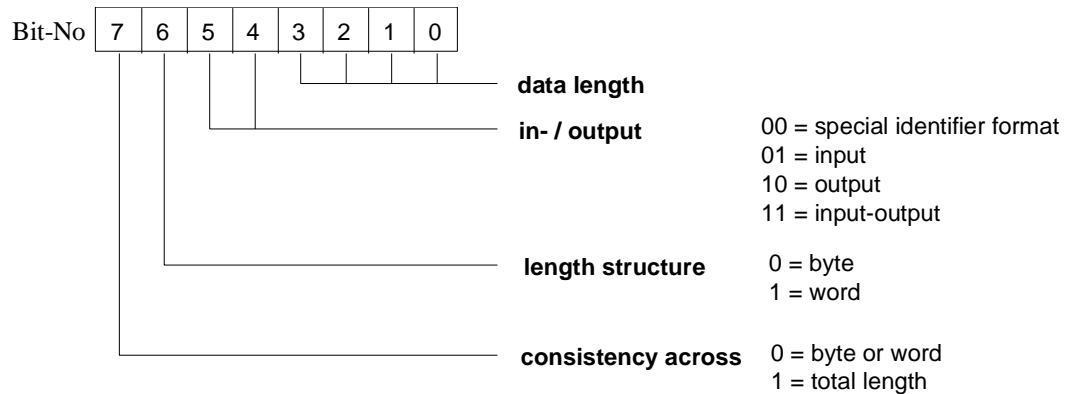 Bit-No 7 6 5 4 3 2 1 0
data length
in- / output 00 = special identifier format
01 = input
10 = output
11 = input-output
length structure 0 = byte
1 = word
consistency across 0 = byte or word
1 = total length